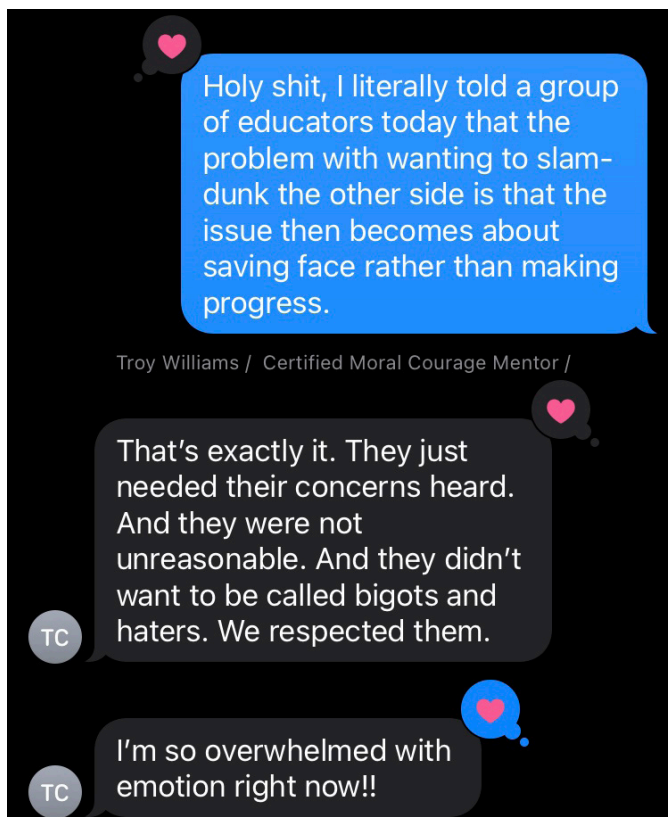 Holy shit, I literally told a group
of educators today that the
problem with wanting to slam-
dunk the other side is that the
issue then becomes about
saving face rather than making
progress.
Troy Williams / Certified Moral Courage Mentor /
That’s exactly it. They just
needed their concerns heard.
And they were not
unreasonable. And they didn’t
want to be called bigots and
haters. We respected them.
TC
I’m so overwhelmed with
emotion right now!!
TC